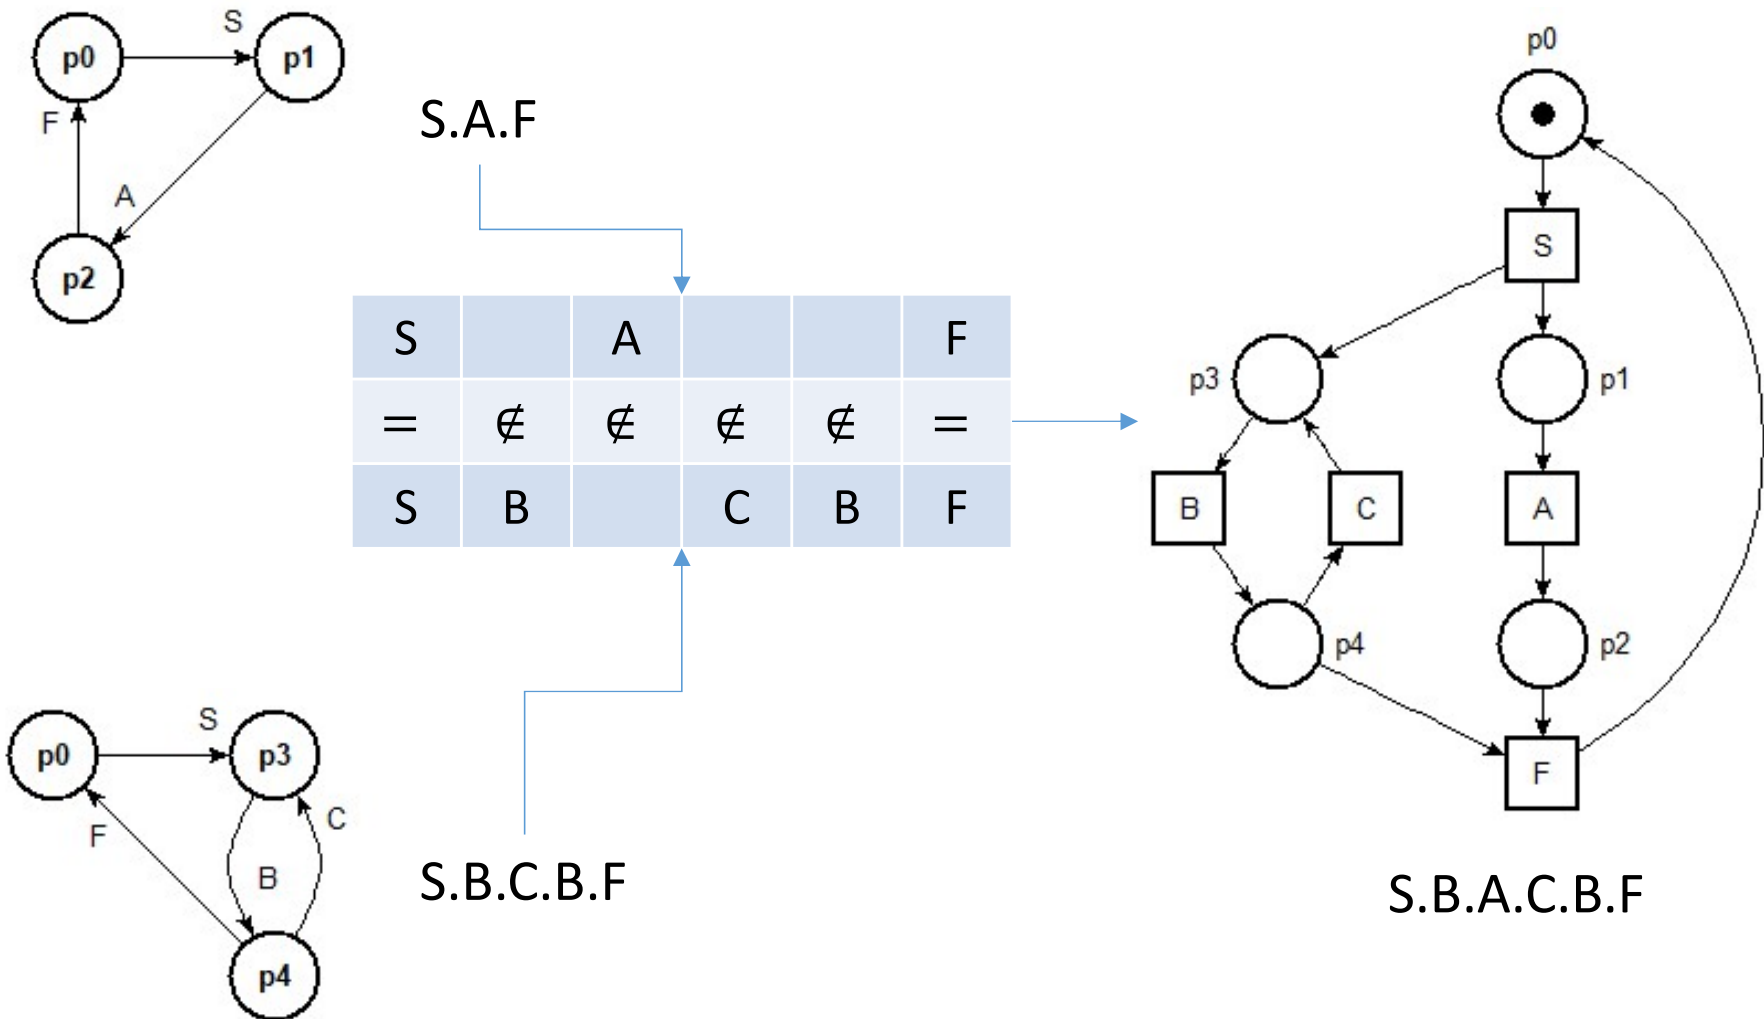 S
p0
p1
F
A
p2
S.A.F
S A F
= ∉ ∉ ∉ ∉ =
S B C B F
S
p0
p3
C
F
B
p4
S.B.C.B.F
p0
S
p3
p1
B
C
A
p4
p2
F
S.B.A.C.B.F